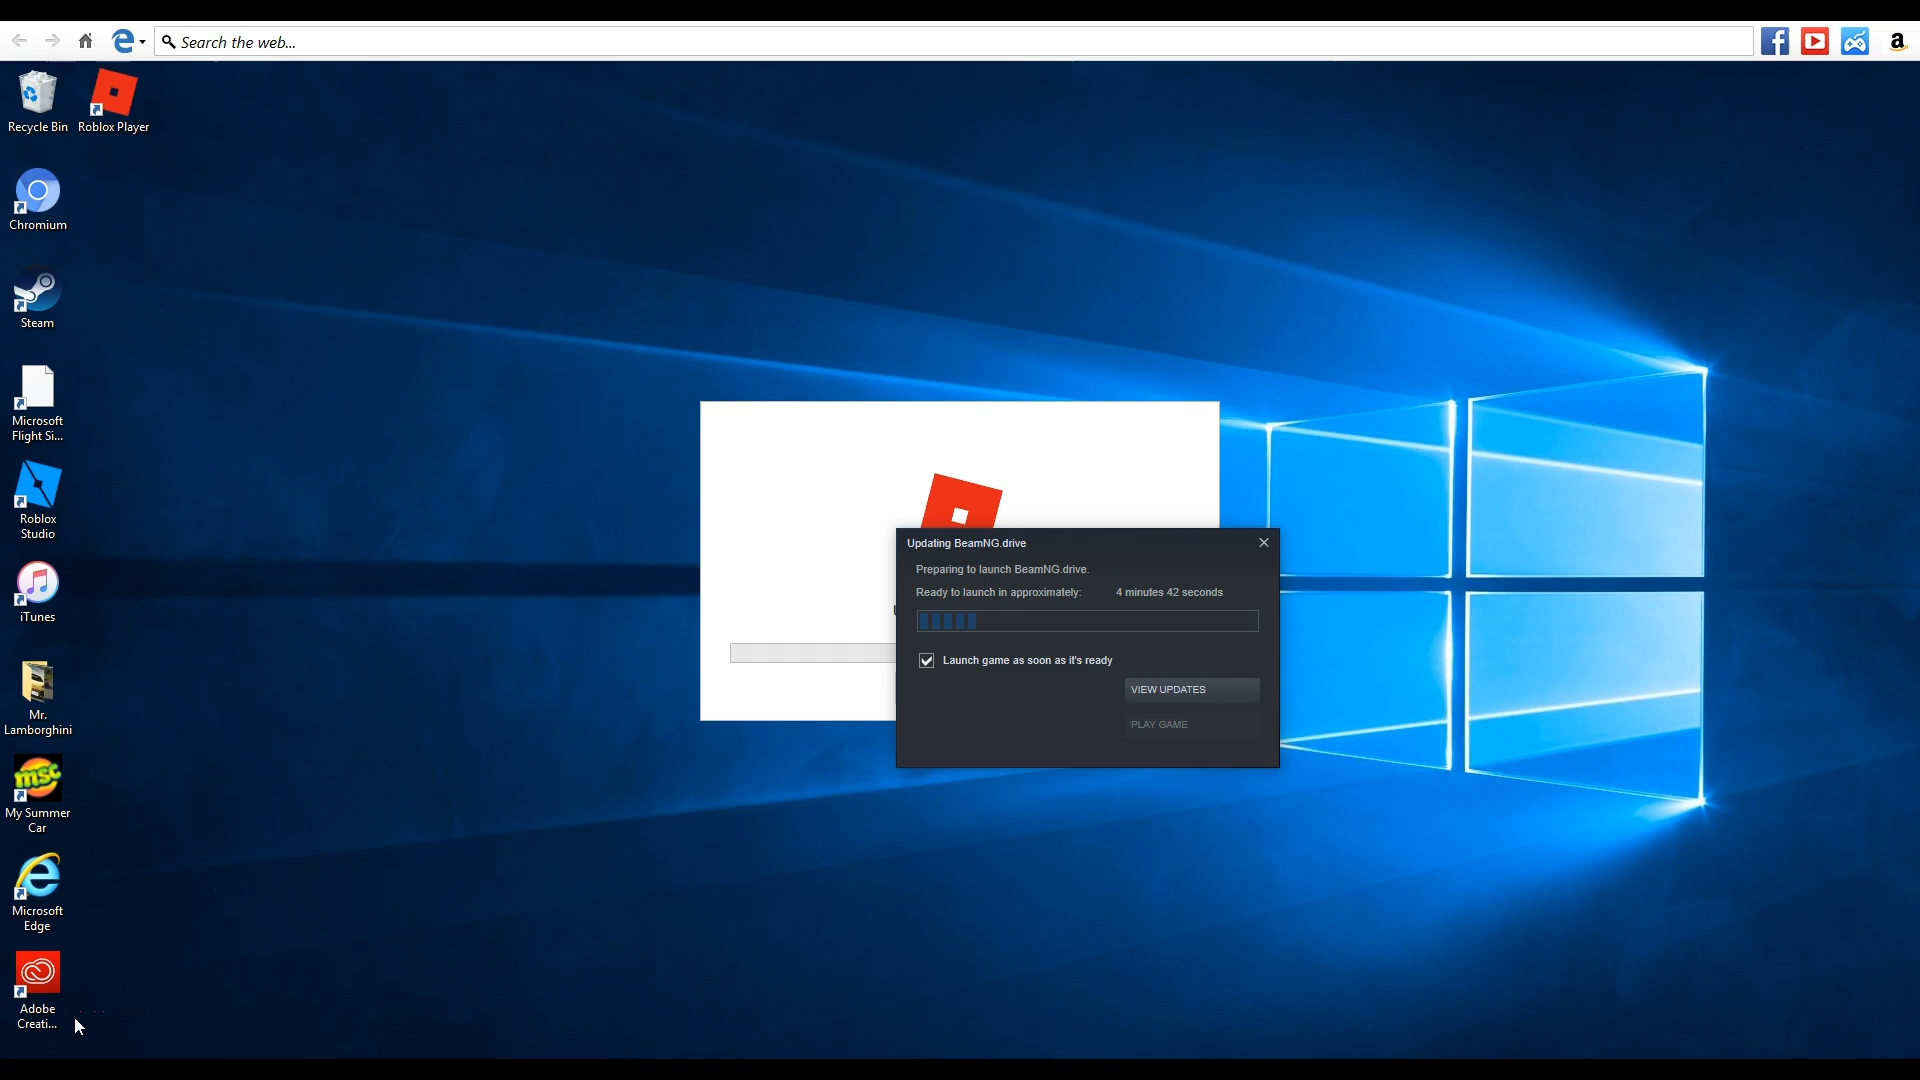 Search the web...
a
Recycle Bin
Roblox Player
Chromium
Steam
Microsoft
Flight Si...
Roblox
Studio
iTunes
Mr.
Lamborghini
msc
My Summer
Car
Microsoft
Edge
Adobe
Creati...
Updating BeamNG.drive
Preparing to launch BeamNG.drive.
Ready to launch in approximately: 4 minutes 42 seconds
Launch game as soon as it's ready
VIEW UPDATES
PLAY GAME